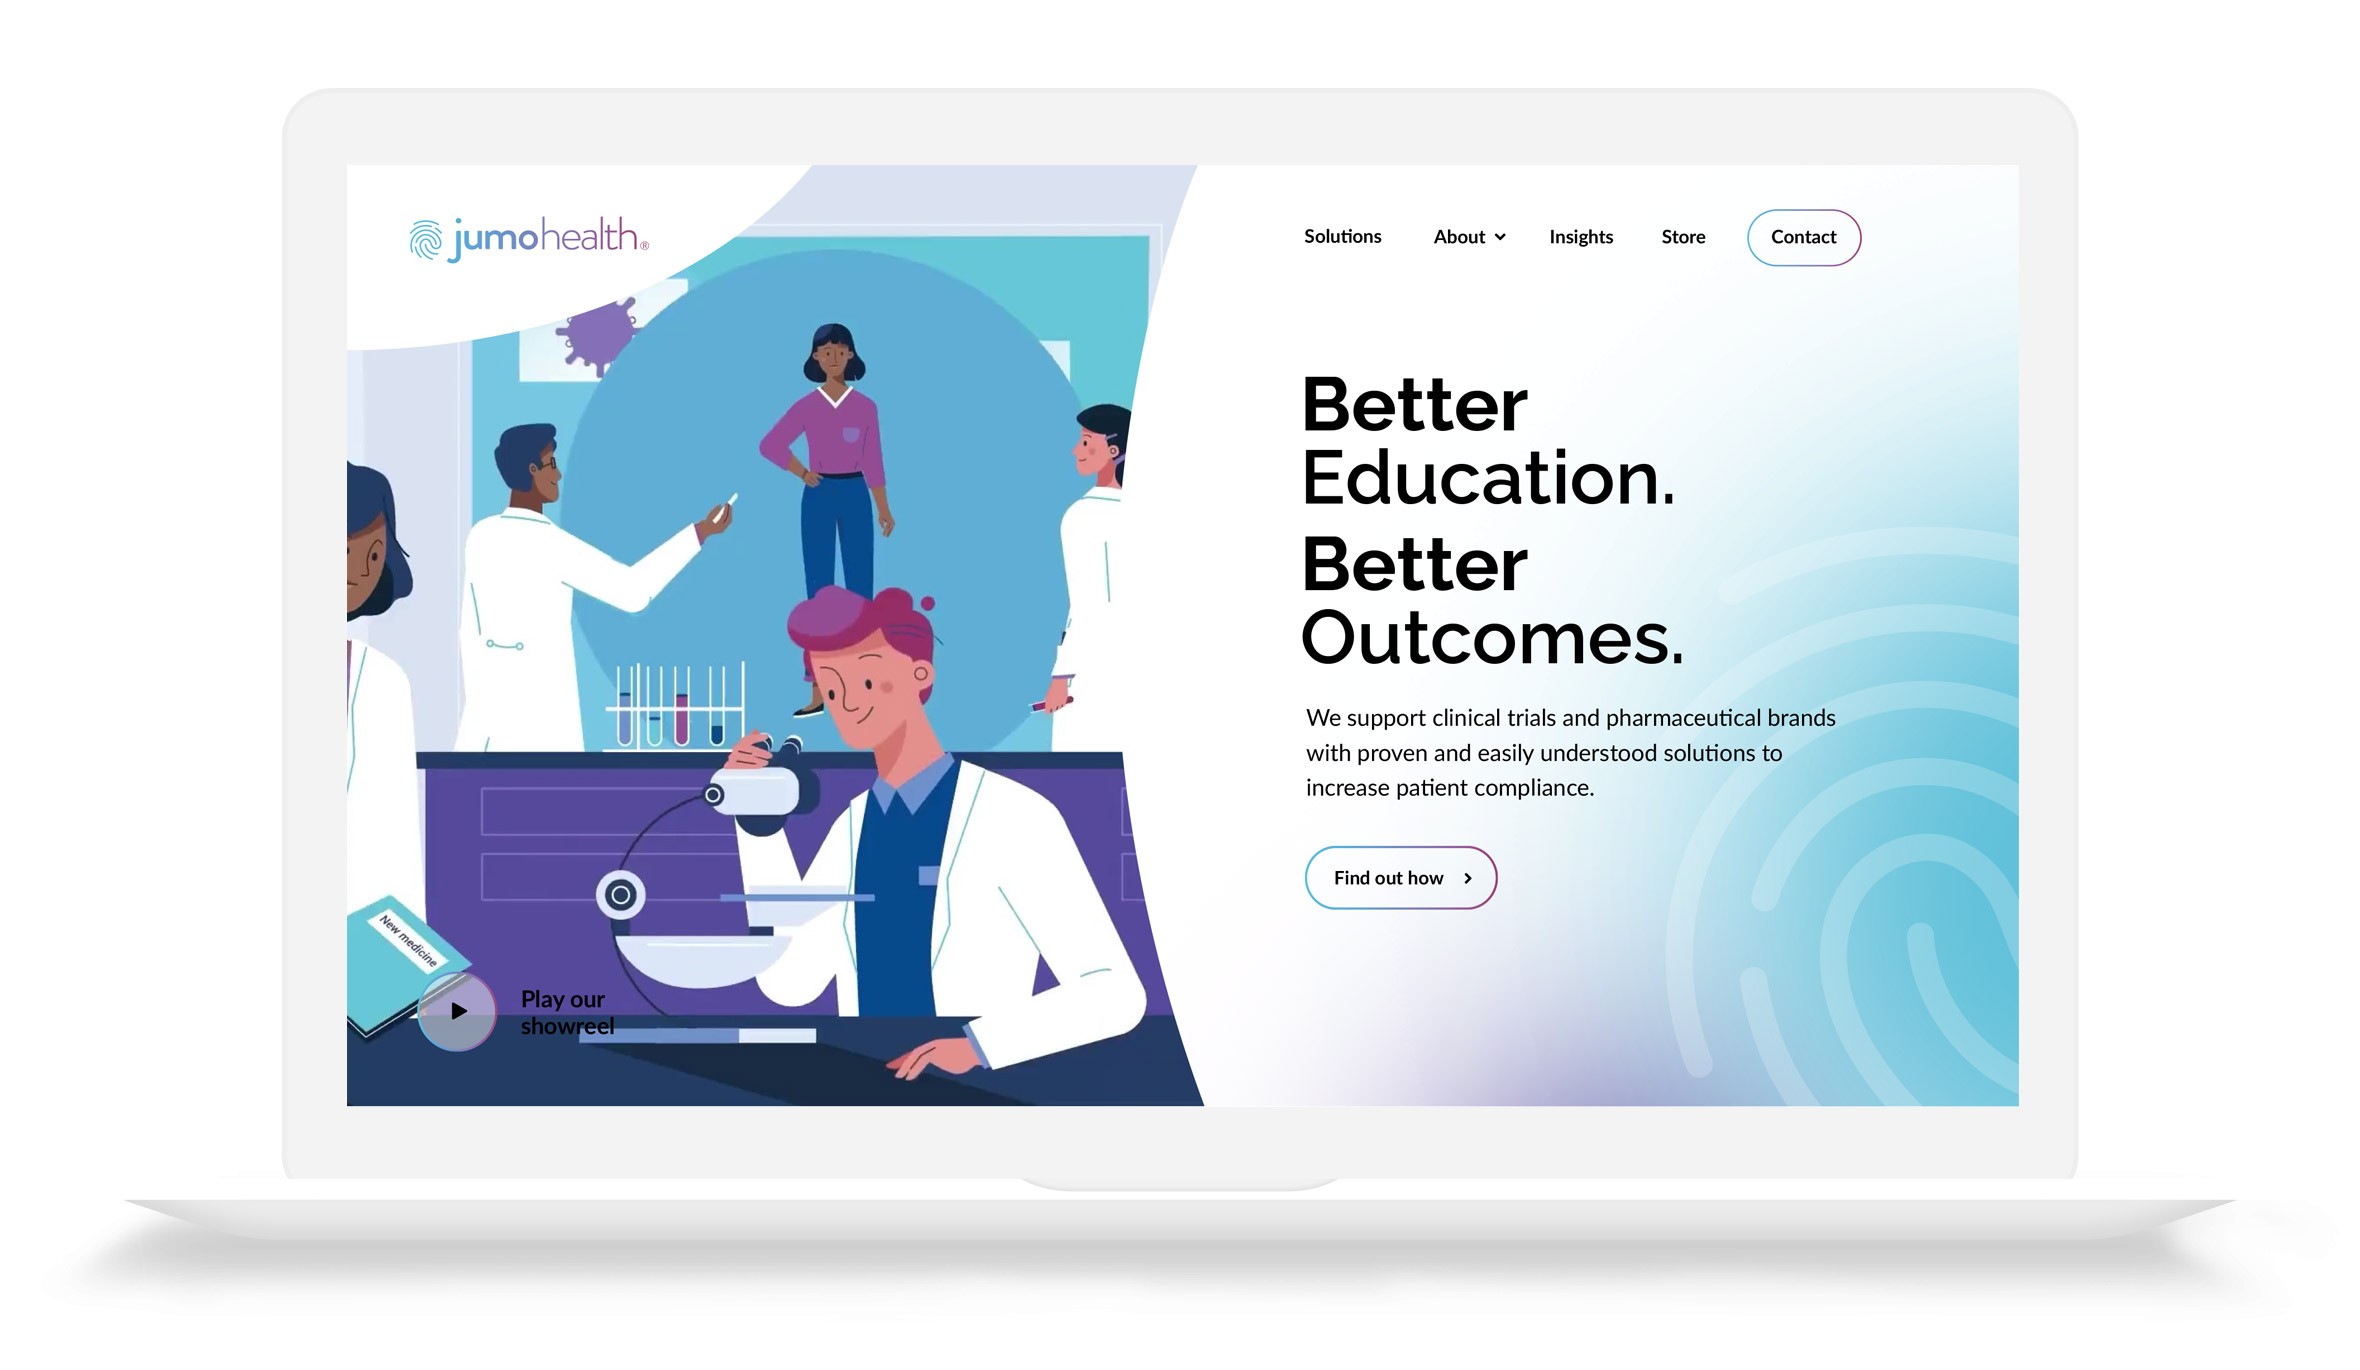 jumohealth®
Solutions
About
Insights
Store
Contact
Better
Education.
Better
Outcomes.
We support clinical trials and pharmaceutical brands
with proven and easily understood solutions to
increase patient compliance.
Find out how
New medicine
Play our
showreel